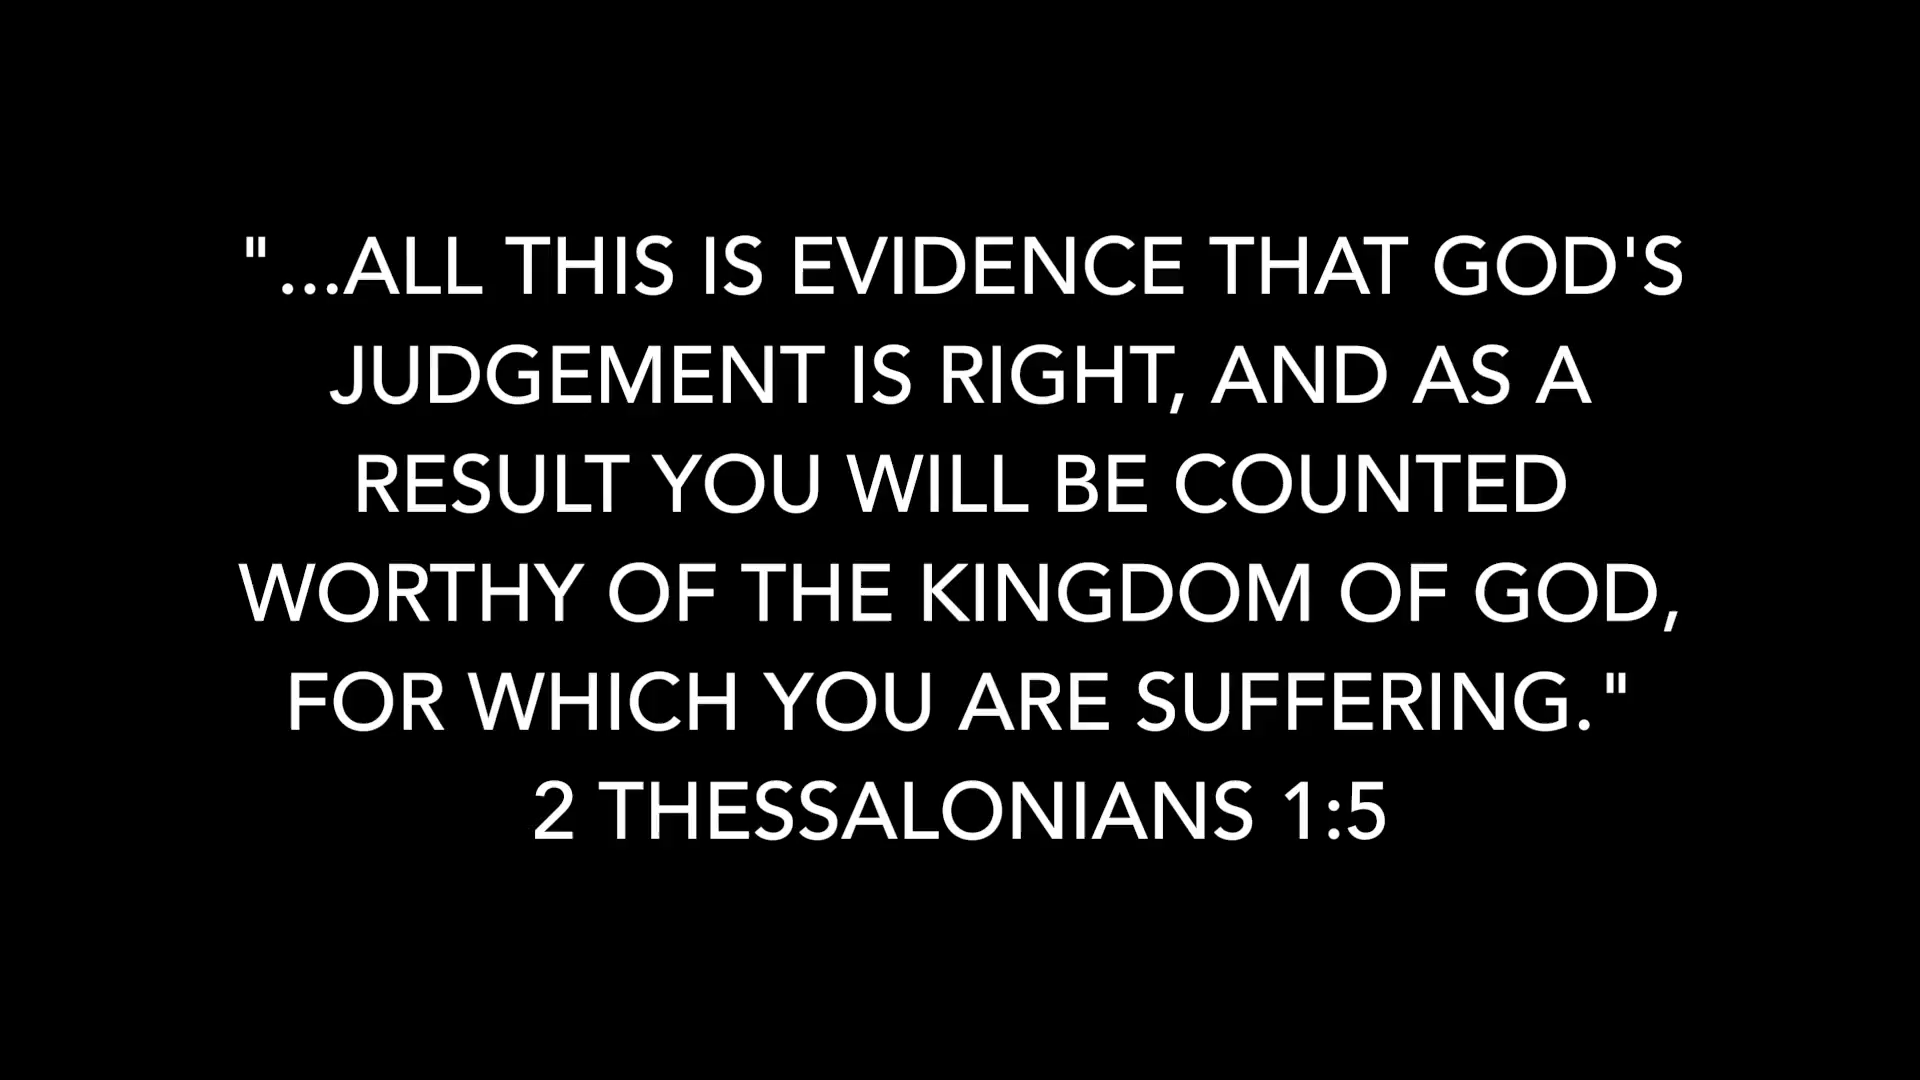 "...ALL THIS IS EVIDENCE THAT GOD'S
JUDGEMENT IS RIGHT, AND AS A
RESULT YOU WILL BE COUNTED
WORTHY OF THE KINGDOM OF GOD,
FOR WHICH YOU ARE SUFFERING."
2 THESSALONIANS 1:5